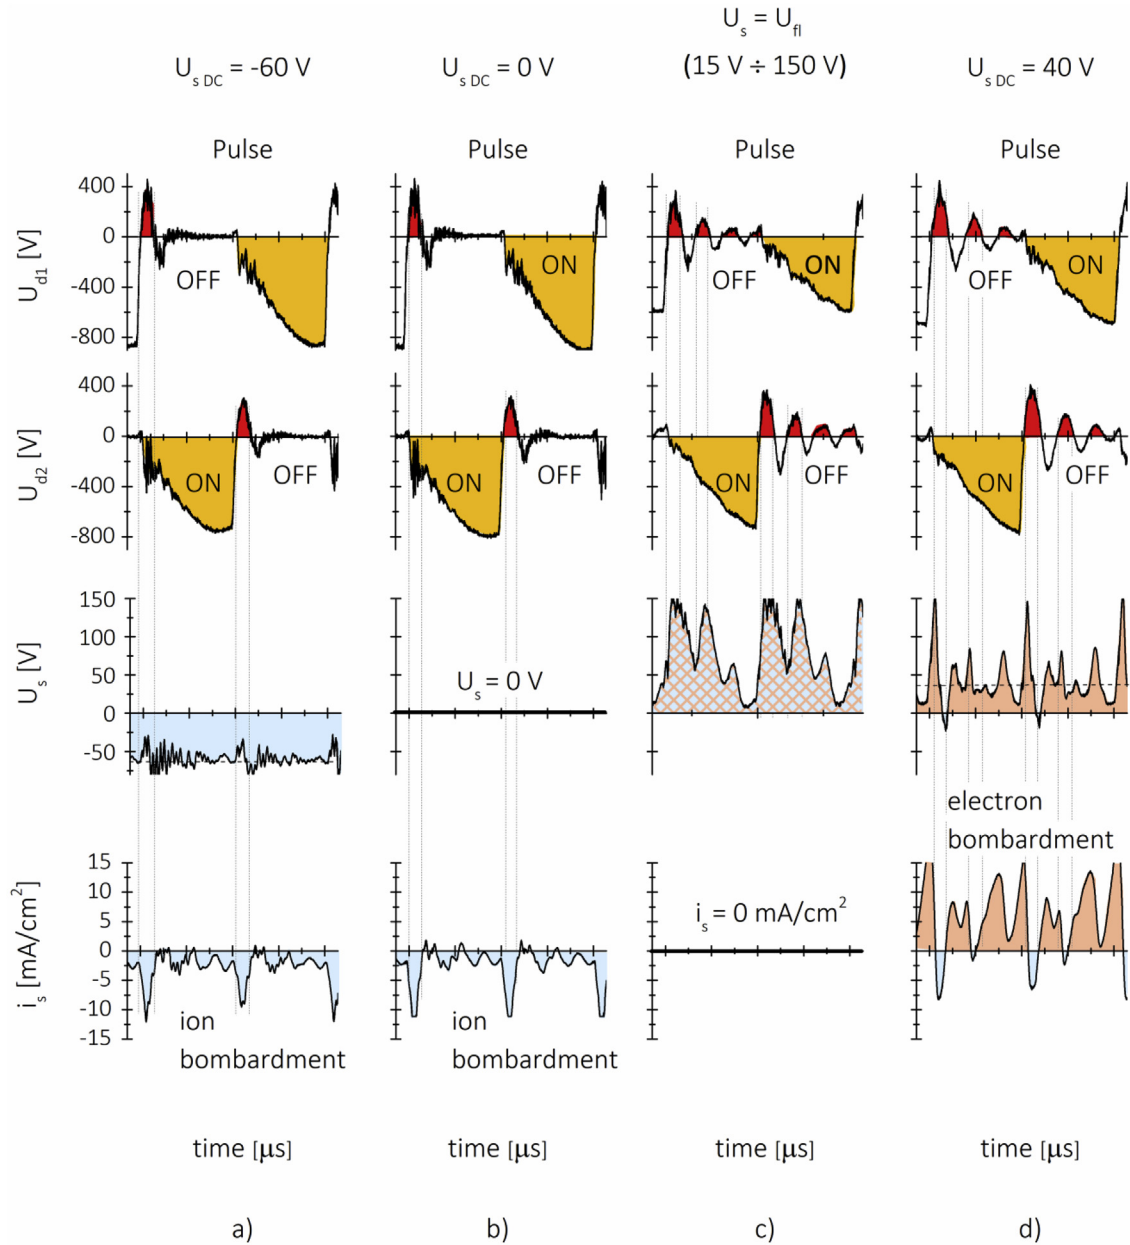 U_s = U_fl
U_s DC = -60 V U_s DC = 0 V (15 V ÷ 150 V) U_s DC = 40 V
Pulse Pulse Pulse Pulse
400
0
-400
-800
U_d1 [V]
OFF ON OFF ON OFF ON
ON
400
0
-400
-800
U_d2 [V]
ON OFF ON OFF ON OFF ON OFF
150
100
50
0
-50
U_s [V]
U_s = 0 V
electron
bombardment
15
10
5
0
-5
-10
-15
i_s [mA/cm²]
i_s = 0 mA/cm²
ion ion
bombardment bombardment
time [μs] time [μs] time [μs] time [μs]
a) b) c) d)